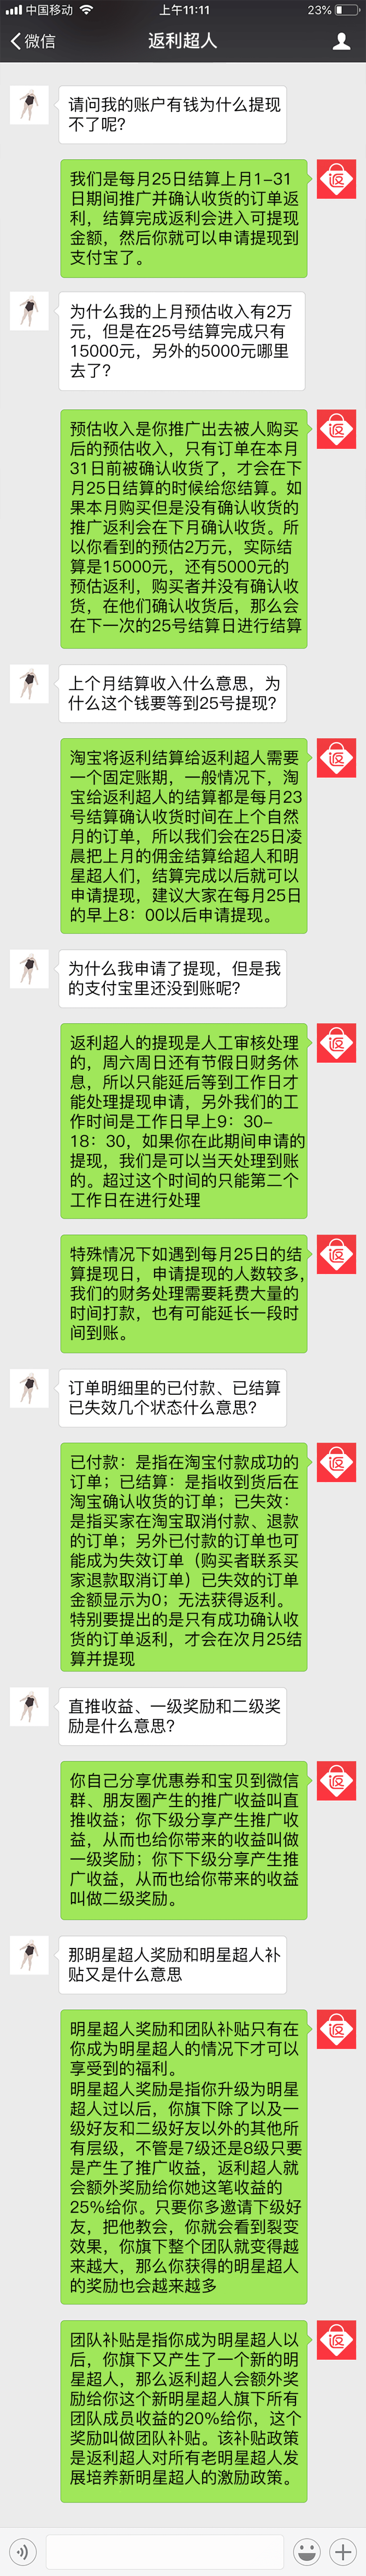 中国移动
上午11:11
23%
微信
返利超人
请问我的账户有钱为什么提现
不了呢?
我们是每月25日结算上月1-31
日期间推广并确认收货的订单返
利，结算完成返利会进入可提现
金额，然后你就可以申请提现到
支付宝了。
为什么我的上月预估收入有2万
元，但是在25号结算完成只有
15000元，另外的5000元哪里
去了?
预估收入是你推广出去被人购买
后的预估收入，只有订单在本月
31日前被确认收货了，才会在下
月25日结算的时候给您结算。如
果本月购买但是没有确认收货的
推广返利会在下月确认收货。所
以你看到的预估2万元，实际结
算是15000元，还有5000元的
预估返利，购买者并没有确认收
货，在他们确认收货后，那么会
在下一次的25号结算日进行结算
上个月结算收入什么意思，为
什么这个钱要等到25号提现?
淘宝将返利结算给返利超人需要
一个固定账期，一般情况下，淘
宝给返利超人的结算都是每月23
号结算确认收货时间在上个自然
月的订单，所以我们会在25日凌
晨把上月的佣金结算给超人和明
星超人们，结算完成以后就可以
申请提现，建议大家在每月25日
的早上8：00以后申请提现。
为什么我申请了提现，但是我
的支付宝里还没到账呢?
返利超人的提现是人工审核处理
的，周六周日还有节假日财务休
息，所以只能延后等到工作日才
能处理提现申请，另外我们的工
作时间是工作日早上9：30-
18：30，如果你在此期间申请的
提现，我们是可以当天处理到账
的。超过这个时间的只能第二个
工作日在进行处理
特殊情况下如遇到每月25日的结
算提现日，申请提现的人数较多，
我们的财务处理需要耗费大量的
时间打款，也有可能延长一段时
间到账。
订单明细里的已付款、已结算
已失效几个状态什么意思?
已付款：是指在淘宝付款成功的
订单；已结算：是指收到货后在
淘宝确认收货的订单；已失效：
是指买家在淘宝取消付款、退款
的订单；另外已付款的订单也可
能成为失效订单（购买者联系买
家退款取消订单）已失效的订单
金额显示为0；无法获得返利。
特别要提出的是只有成功确认收
货的订单返利，才会在次月25结
算并提现
直推收益、一级奖励和二级奖
励是什么意思?
你自己分享优惠券和宝贝到微信
群、朋友圈产生的推广收益叫直
推收益；你下级分享产生推广收
益，从而也给你带来的收益叫做
一级奖励；你下下级分享产生推
广收益，从而也给你带来的收益
叫做二级奖励。
那明星超人奖励和明星超人补
贴又是什么意思
明星超人奖励和团队补贴只有在
你成为明星超人的情况下才可以
享受到的福利。
明星超人奖励是指你升级为明星
超人过以后，你旗下除了以及一
级好友和二级好友以外的其他所
有层级，不管是7级还是8级只要
是产生了推广收益，返利超人就
会额外奖励给你她这笔收益的
25%给你。只要你多邀请下级好
友，把他教会，你就会看到裂变
效果，你旗下整个团队就变得越
来越大，那么你获得的明星超人
的奖励也会越来越多
团队补贴是指你成为明星超人以
后，你旗下又产生了一个新的明
星超人，那么返利超人会额外奖
励给你这个新明星超人旗下所有
团队成员收益的20%给你，这个
奖励叫做团队补贴。该补贴政策
是返利超人对所有老明星超人发
展培养新明星超人的激励政策。